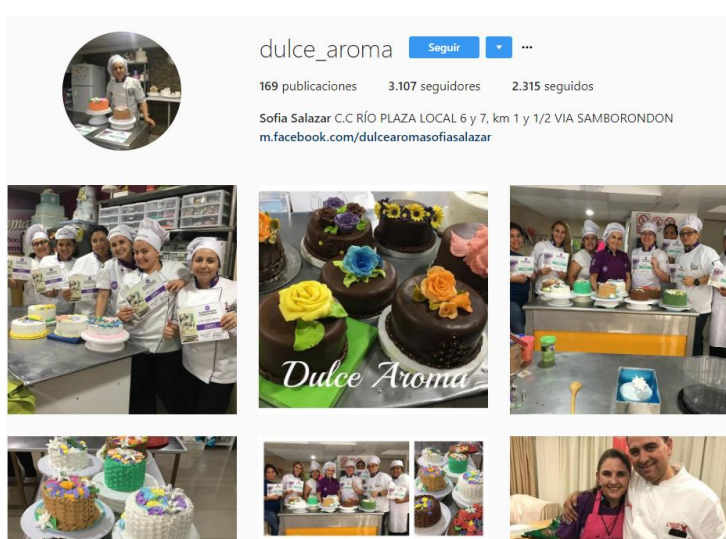 dulce_aroma Seguir
169 publicaciones 3.107 seguidores 2.315 seguidos
Sofia Salazar C.C RÍO PLAZA LOCAL 6 y 7, km 1 y 1/2 VIA SAMBORONDON
m.facebook.com/dulcearomasofiasalazar
Dulce Aroma